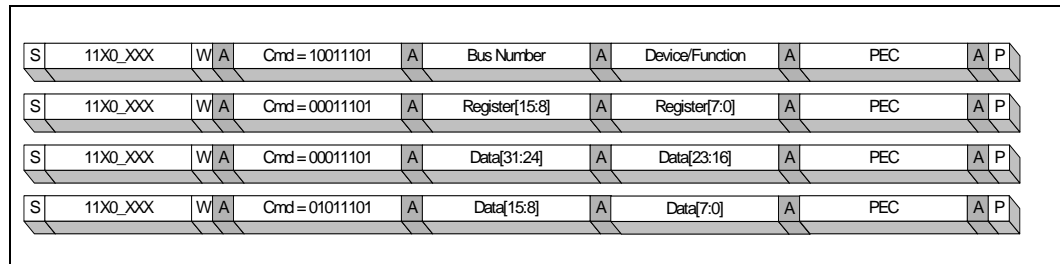 S 11X0_XXX W A Cmd = 10011101 A Bus Number A Device/Function A PEC A P
S 11X0_XXX W A Cmd = 00011101 A Register[15:8] A Register[7:0] A PEC A P
S 11X0_XXX W A Cmd = 00011101 A Data[31:24] A Data[23:16] A PEC A P
S 11X0_XXX W A Cmd = 01011101 A Data[15:8] A Data[7:0] A PEC A P